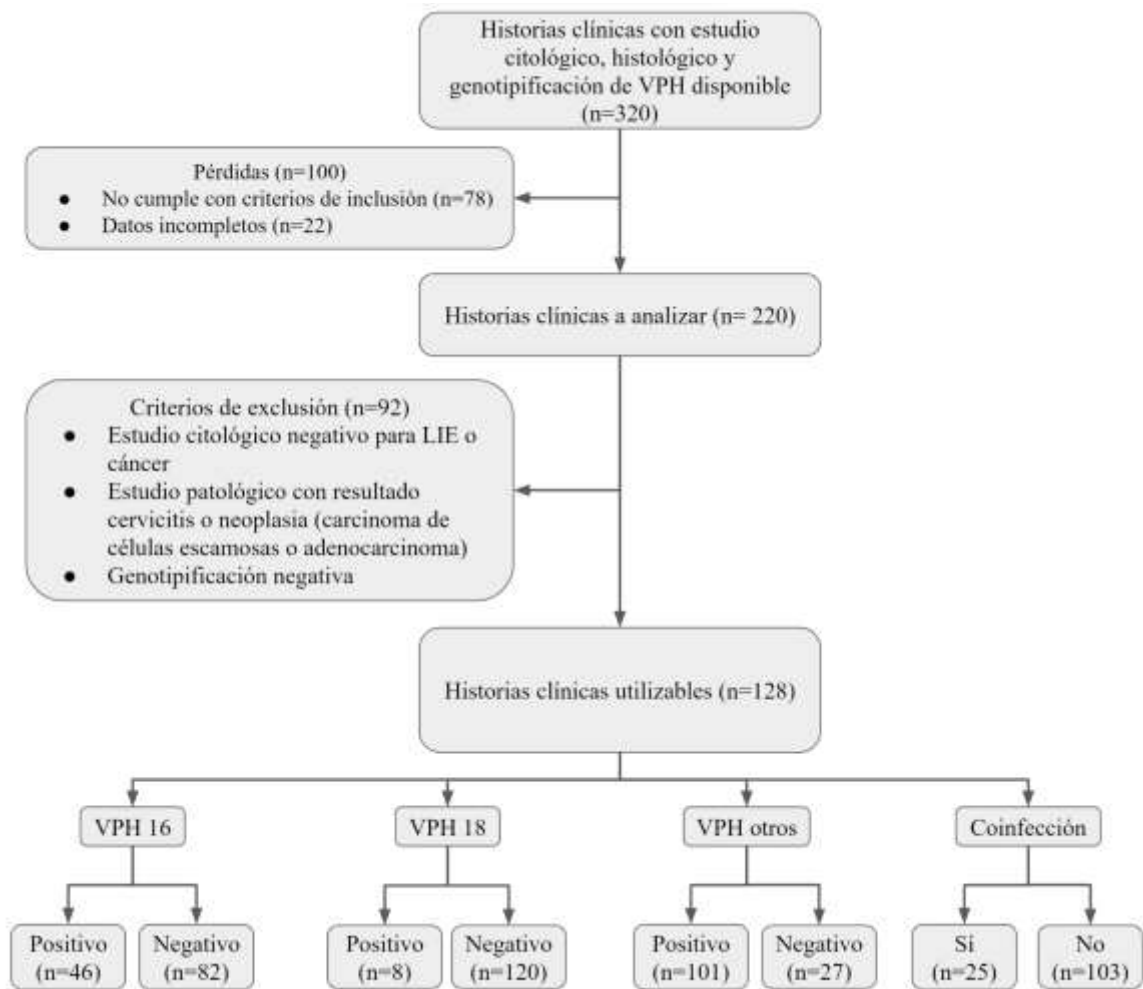 Historias clínicas con estudio
citológico, histológico y
genotipificación de VPH disponible
(n=320)
Pérdidas (n=100)
● No cumple con criterios de inclusión (n=78)
● Datos incompletos (n=22)
Historias clínicas a analizar (n= 220)
Criterios de exclusión (n=92)
● Estudio citológico negativo para LIE o
cáncer
● Estudio patológico con resultado
cervicitis o neoplasia (carcinoma de
células escamosas o adenocarcinoma)
● Genotipificación negativa
Historias clínicas utilizables (n=128)
VPH 16
VPH 18
VPH otros
Coinfección
Positivo
(n=46)
Negativo
(n=82)
Positivo
(n=8)
Negativo
(n=120)
Positivo
(n=101)
Negativo
(n=27)
Sí
(n=25)
No
(n=103)